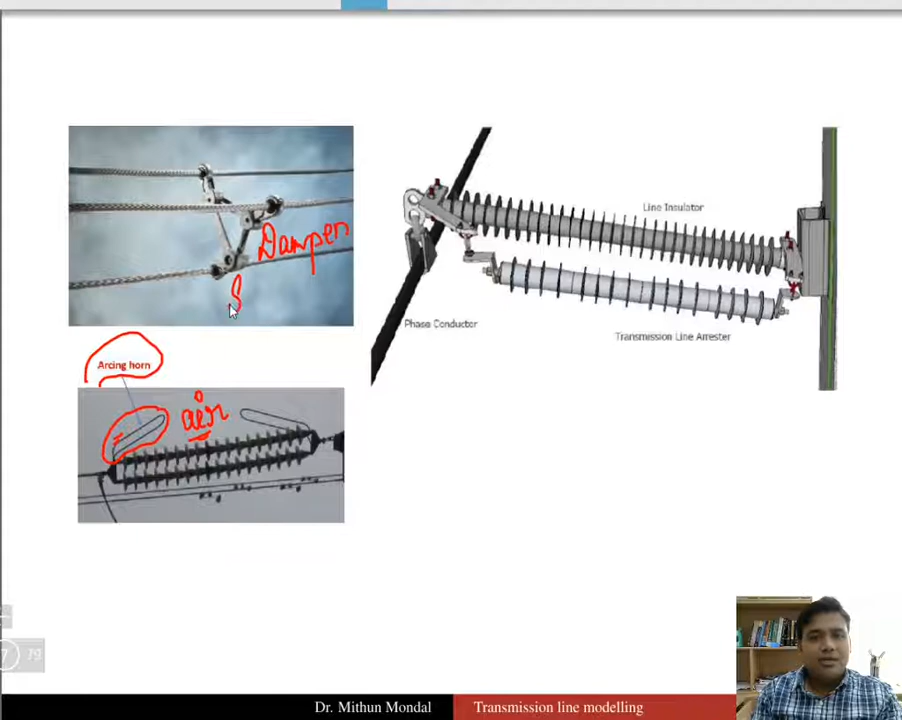 Damper
Line Insulator
Phase Conductor
Transmission Line Arrester
Arcing horn
air
Dr. Mithun Mondal
Transmission line modelling